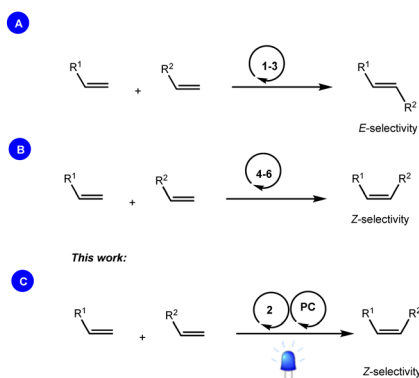 A
R¹ + R² 1-3 R¹ R²
E-selectivity
B
R¹ + R² 4-6 R¹ R²
Z-selectivity
This work:
C
R¹ + R² 2 PC R¹ R²
Z-selectivity